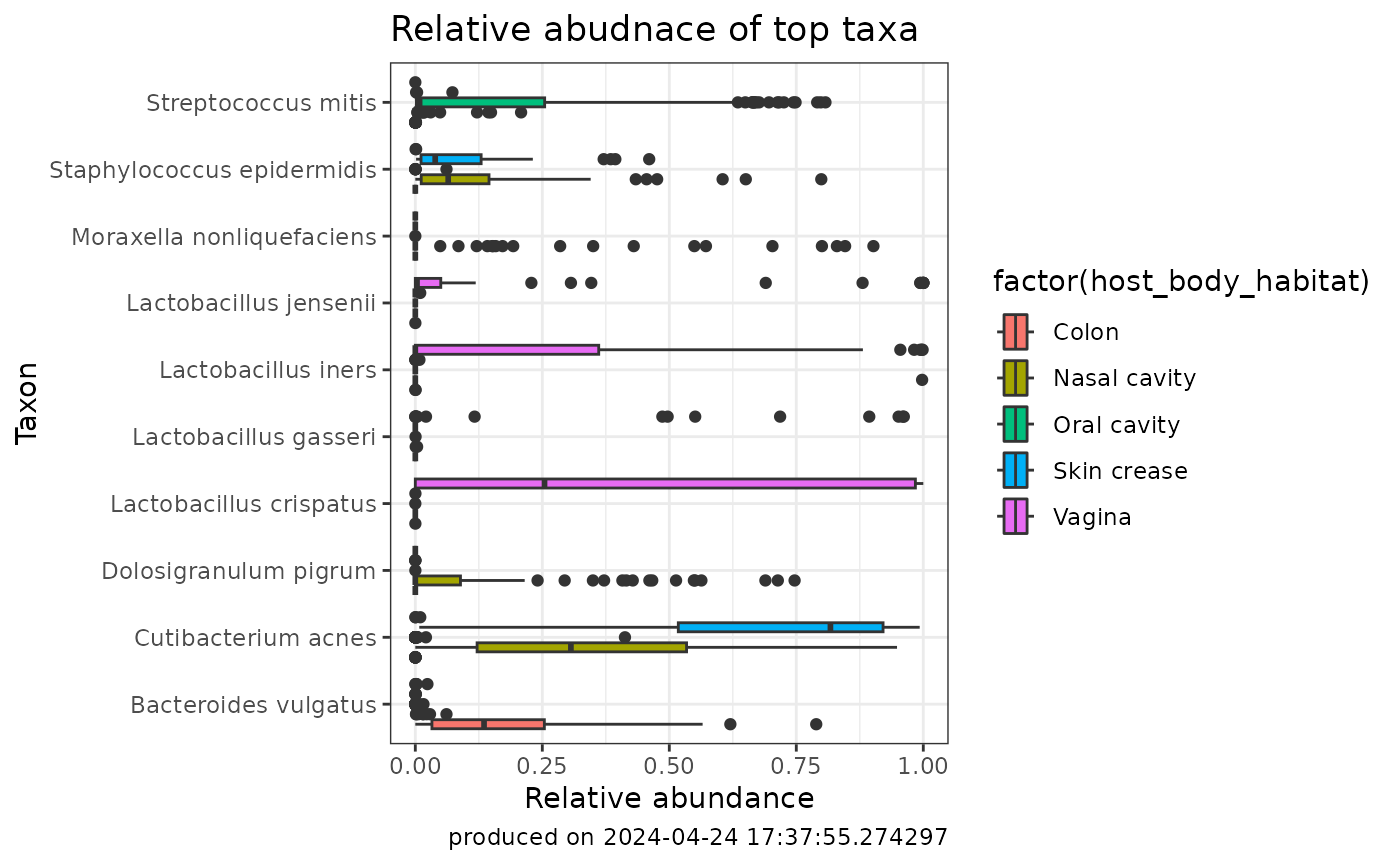 Relative abudnace of top taxa
Streptococcus mitis
Staphylococcus epidermidis
Moraxella nonliquefaciens
Lactobacillus jensenii
Lactobacillus iners
Lactobacillus gasseri
Lactobacillus crispatus
Dolosigranulum pigrum
Cutibacterium acnes
Bacteroides vulgatus
Taxon
0.00 0.25 0.50 0.75 1.00
Relative abundance
produced on 2024-04-24 17:37:55.274297
factor(host_body_habitat)
Colon
Nasal cavity
Oral cavity
Skin crease
Vagina